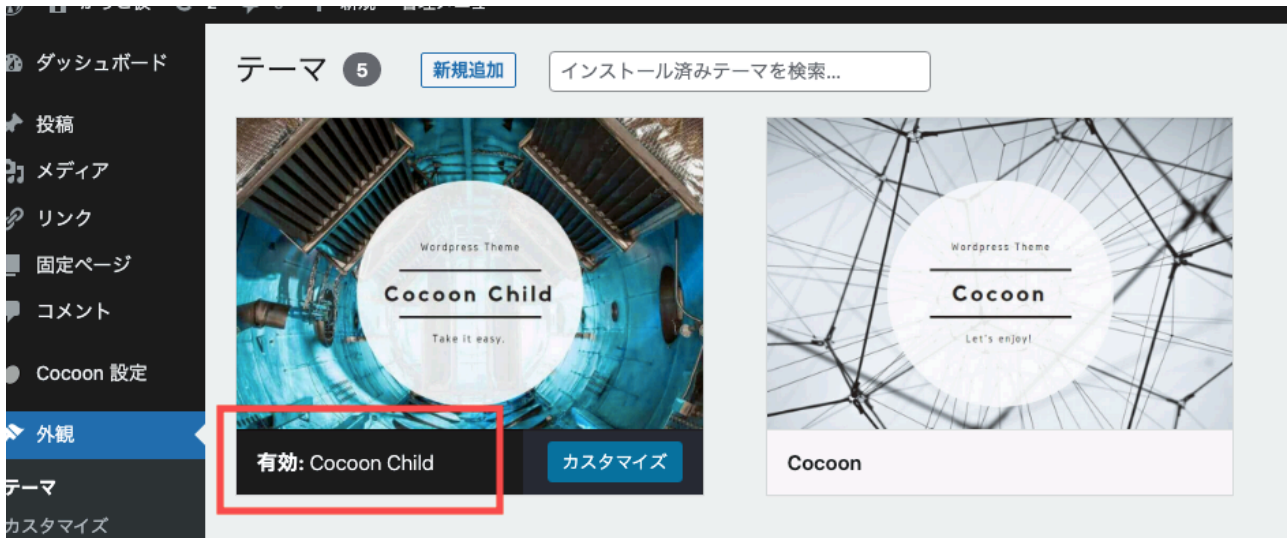 ダッシュボード
投稿
メディア
リンク
固定ページ
コメント
Cocoon 設定
外観
テーマ
カスタマイズ
テーマ 5 新規追加 インストール済みテーマを検索...
Wordpress Theme
Cocoon Child
Take it easy.
有効: Cocoon Child カスタマイズ
Wordpress Theme
Cocoon
Let's enjoy!
Cocoon